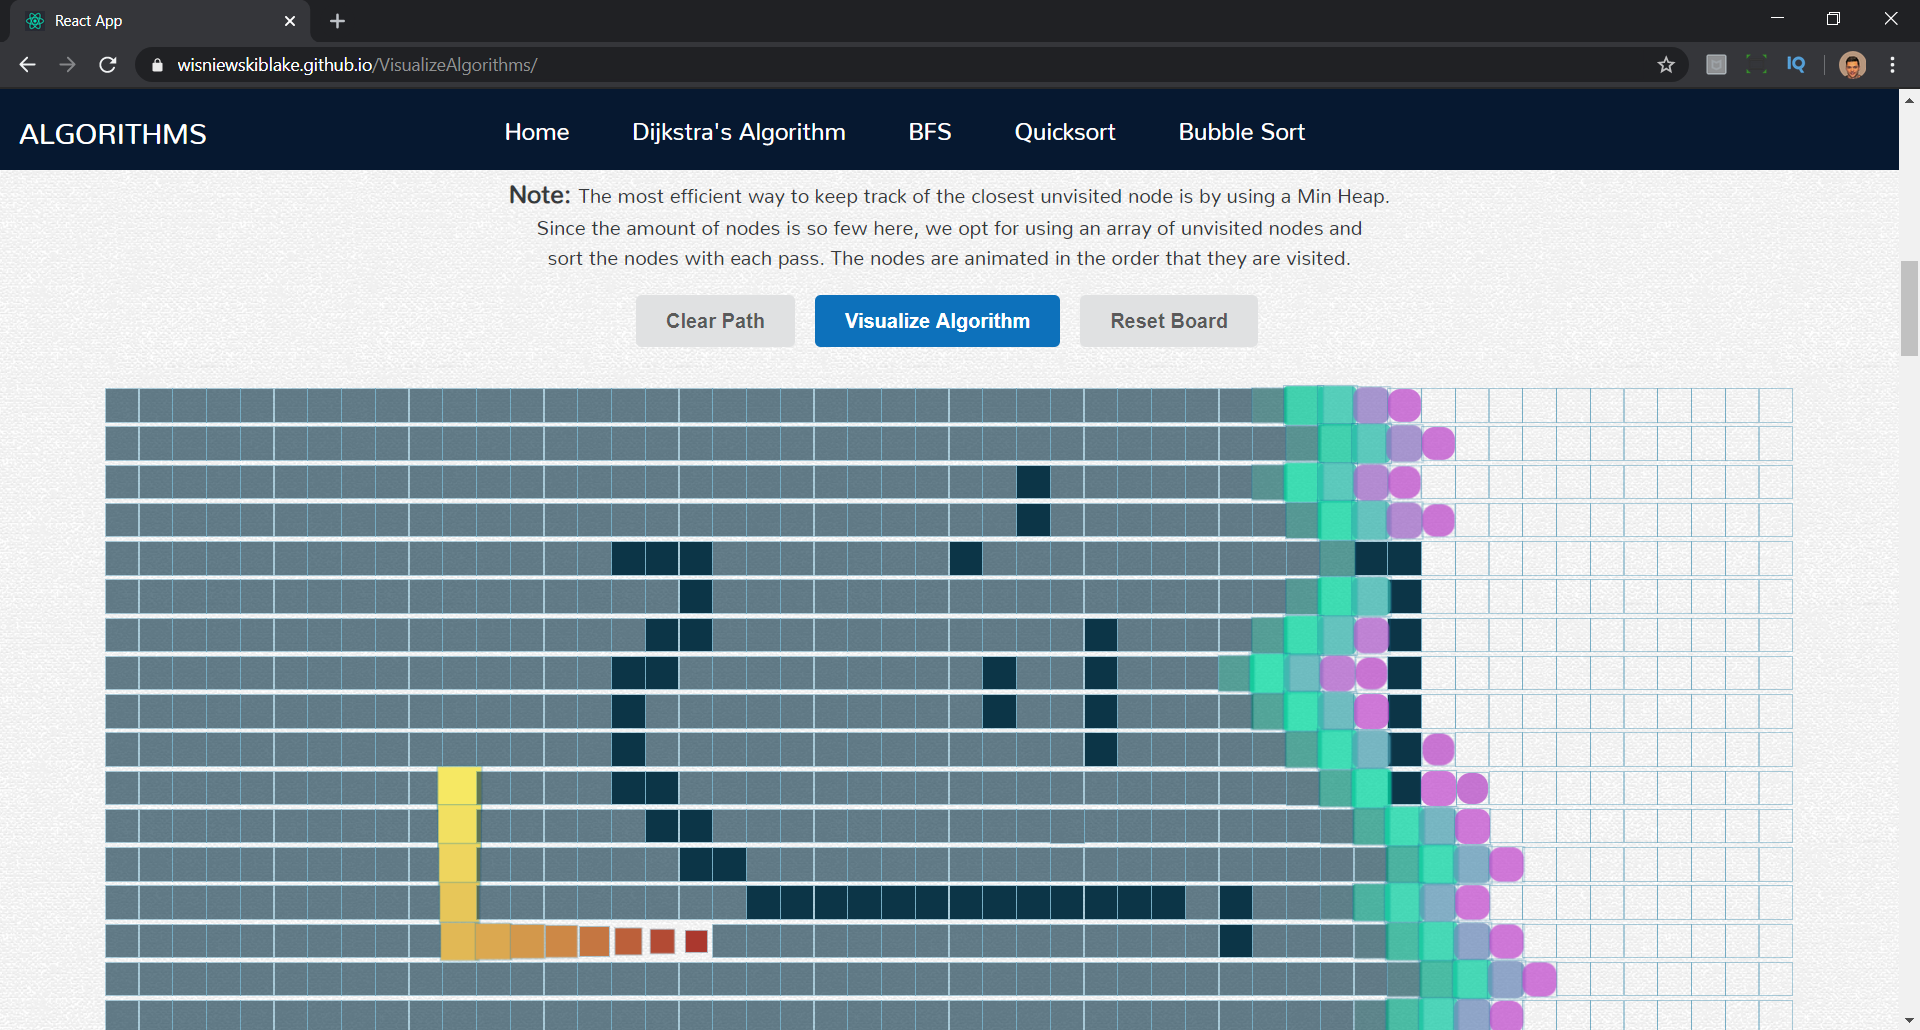 React App
wisniewskiblake.github.io/VisualizeAlgorithms/
IQ
ALGORITHMS
Home Dijkstra's Algorithm BFS Quicksort Bubble Sort
Note: The most efficient way to keep track of the closest unvisited node is by using a Min Heap.
Since the amount of nodes is so few here, we opt for using an array of unvisited nodes and
sort the nodes with each pass. The nodes are animated in the order that they are visited.
Clear Path Visualize Algorithm Reset Board